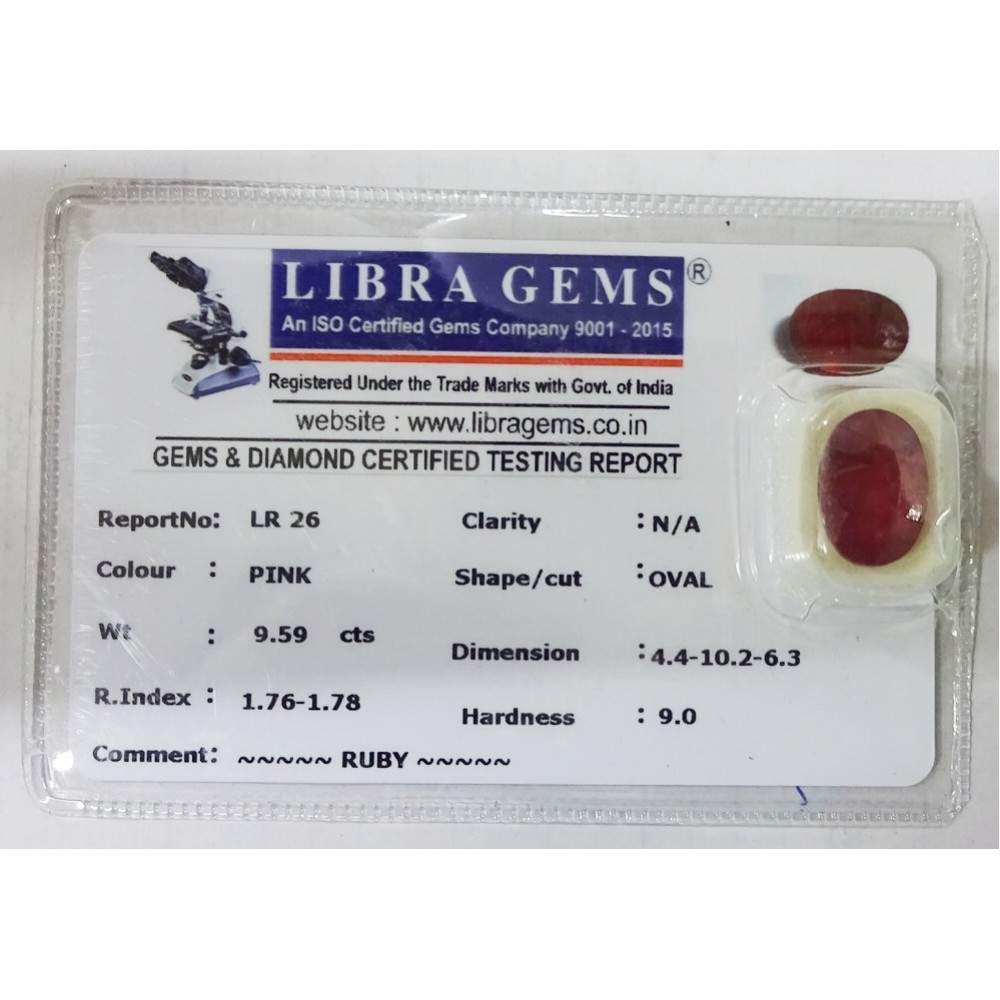 LIBRA GEMS ®
An ISO Certified Gems Company 9001 - 2015
Registered Under the Trade Marks with Govt. of India
website : www.libragems.co.in
GEMS & DIAMOND CERTIFIED TESTING REPORT
ReportNo: LR 26 Clarity : N/A
Colour : PINK Shape/cut : OVAL
Wt : 9.59 cts Dimension : 4.4-10.2-6.3
R.Index : 1.76-1.78 Hardness : 9.0
Comment: ~~~~~ RUBY ~~~~~